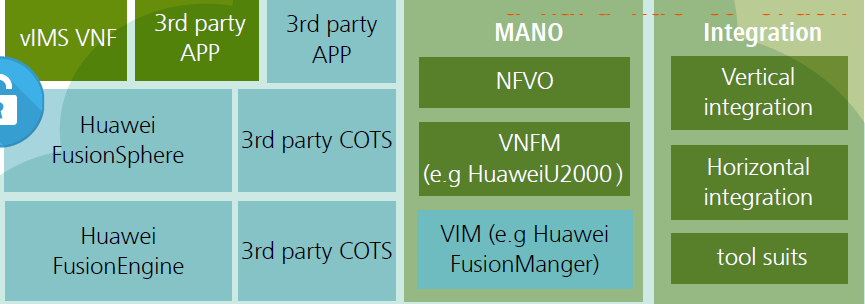 vIMS VNF
3rd party
APP
3rd party
APP
Huawei
FusionSphere
3rd party COTS
Huawei
FusionEngine
3rd party COTS
MANO
NFVO
VNFM
(e.g HuaweiU2000)
VIM (e.g Huawei
FusionManger)
Integration
Vertical
integration
Horizontal
integration
tool suits